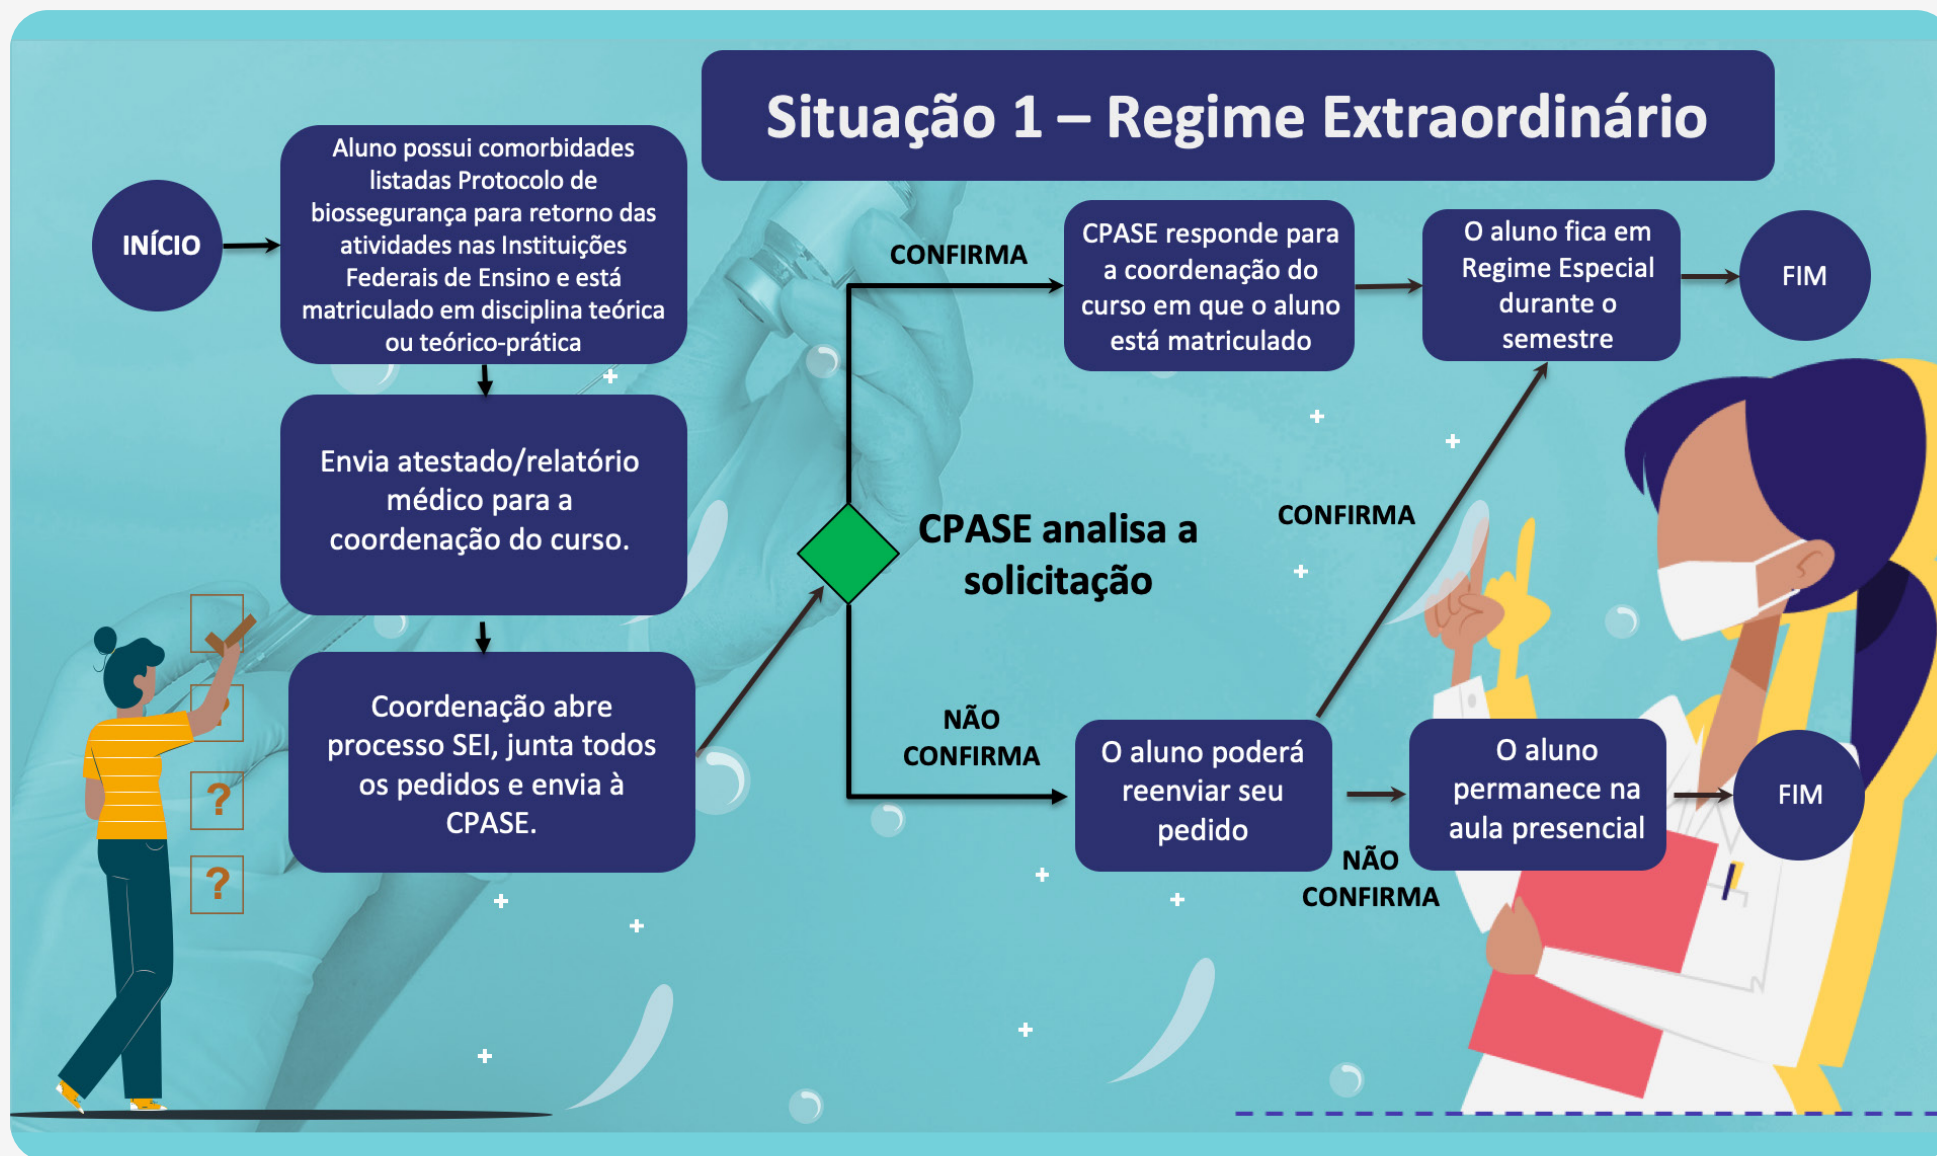 Situação 1 – Regime Extraordinário
INÍCIO
Aluno possui comorbidades
listadas Protocolo de
biossegurança para retorno das
atividades nas Instituições
Federais de Ensino e está
matriculado em disciplina teórica
ou teórico-prática
Envia atestado/relatório
médico para a
coordenação do curso.
Coordenação abre
processo SEI, junta todos
os pedidos e envia à
CPASE.
CPASE analisa a
solicitação
CONFIRMA
CPASE responde para
a coordenação do
curso em que o aluno
está matriculado
O aluno fica em
Regime Especial
durante o
semestre
FIM
NÃO
CONFIRMA
O aluno poderá
reenviar seu
pedido
CONFIRMA
NÃO
CONFIRMA
O aluno
permanece na
aula presencial
FIM
?
?
?